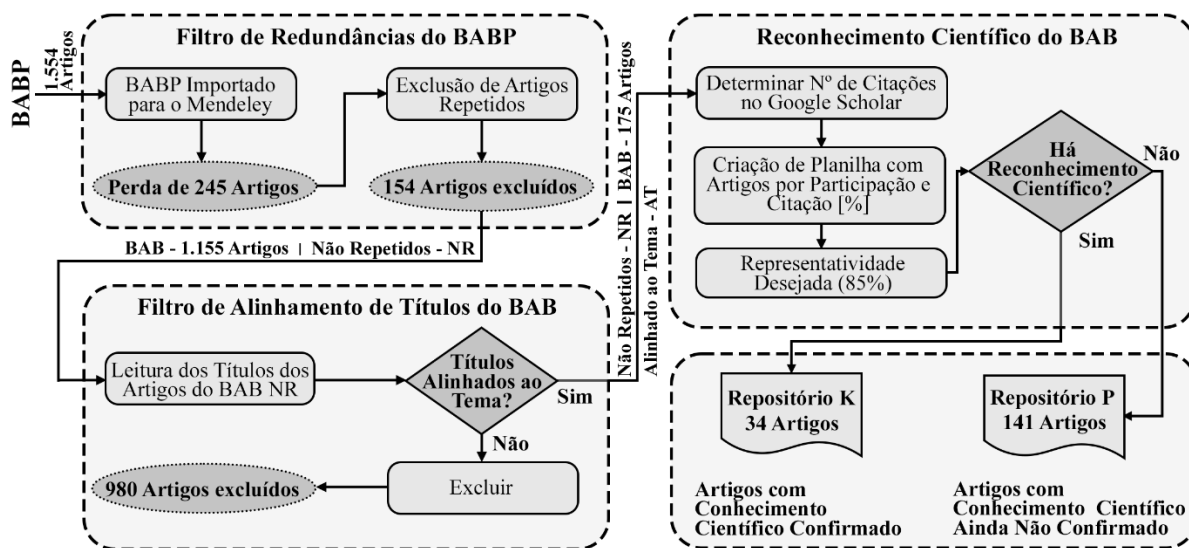 BABP
1.554
Artigos
Filtro de Redundâncias do BABP
BABP Importado
para o Mendeley
Exclusão de Artigos
Repetidos
Perda de 245 Artigos
154 Artigos excluídos
BAB - 1.155 Artigos | Não Repetidos - NR
Filtro de Alinhamento de Títulos do BAB
Leitura dos Títulos dos
Artigos do BAB NR
Títulos
Alinhados ao
Tema?
Sim
Não
Excluir
980 Artigos excluídos
Não Repetidos - NR | BAB - 175 Artigos
Alinhado ao Tema - AT
Reconhecimento Científico do BAB
Determinar Nº de Citações
no Google Scholar
Criação de Planilha com
Artigos por Participação e
Citação [%]
Representatividade
Desejada (85%)
Há
Reconhecimento
Científico?
Não
Sim
Repositório K
34 Artigos
Repositório P
141 Artigos
Artigos com
Conhecimento
Científico Confirmado
Artigos com
Conhecimento Científico
Ainda Não Confirmado